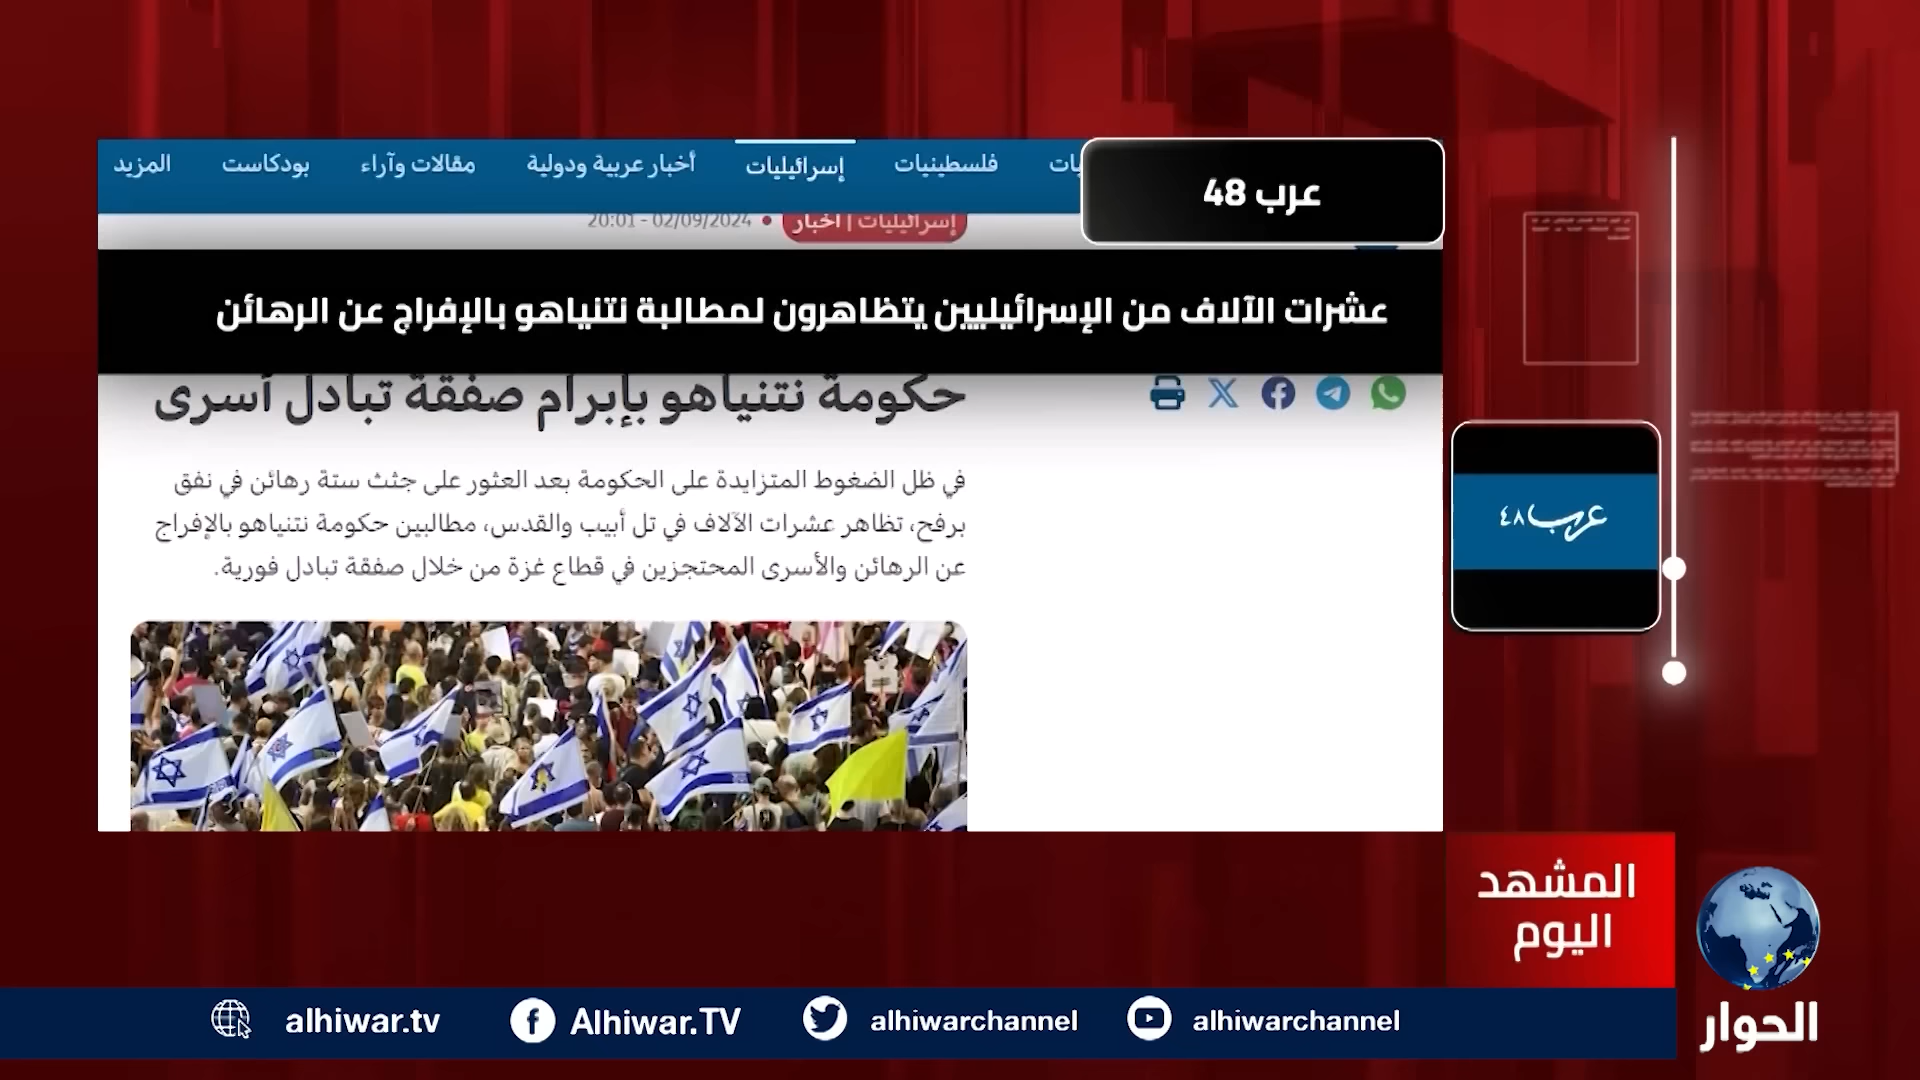 المزيد بودكاست مقالات وآراء أخبار عربية ودولية إسرائيليات فلسطينيات
عرب 48
إسرائيليات | أخبار • 02/09/2024 - 20:01
عشرات الآلاف من الإسرائيليين يتظاهرون لمطالبة نتنياهو بالإفراج عن الرهائن
حكومة نتنياهو بإبرام صفقة تبادل أسرى
في ظل الضغوط المتزايدة على الحكومة بعد العثور على جثث ستة رهائن في نفق
برفح، تظاهر عشرات الآلاف في تل أبيب والقدس، مطالبين حكومة نتنياهو بالإفراج
عن الرهائن والأسرى المحتجزين في قطاع غزة من خلال صفقة تبادل فورية.
عرب ٤٨
المشهد
اليوم
الحوار
alhiwar.tv Alhiwar.TV alhiwarchannel alhiwarchannel